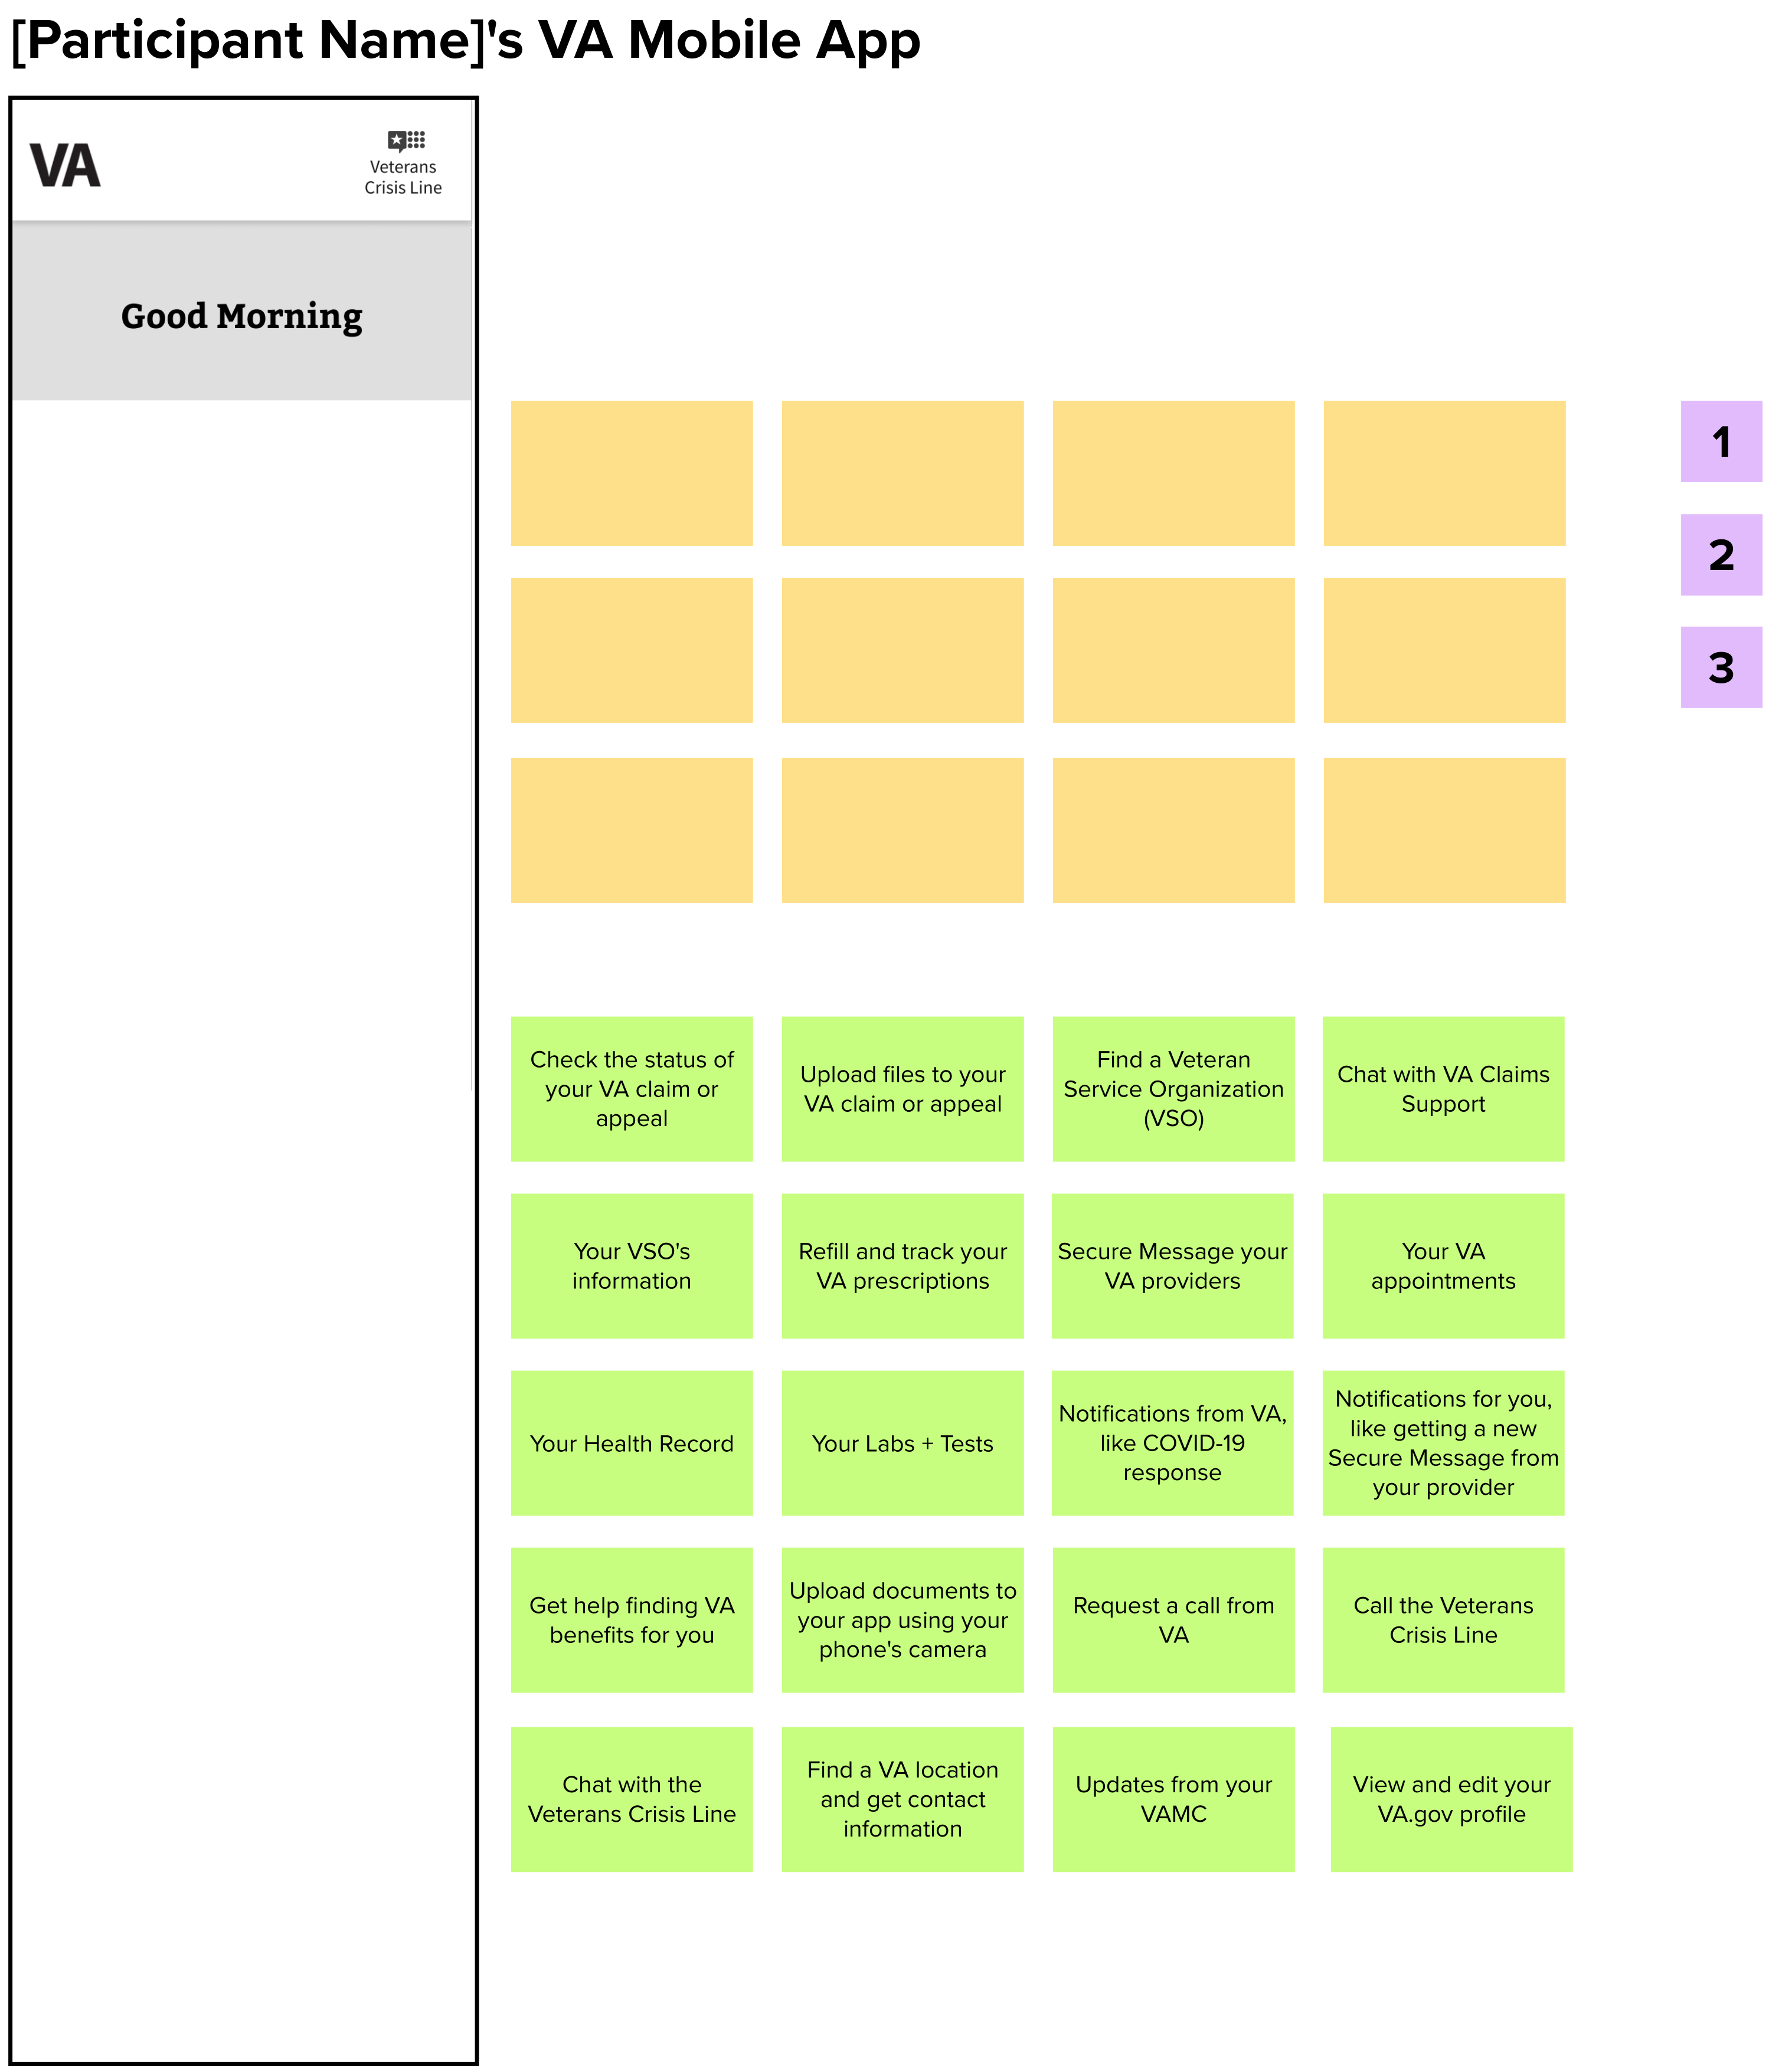 [Participant Name]'s VA Mobile App
VA
Veterans
Crisis Line
Good Morning
1
2
3
Check the status of
your VA claim or
appeal
Upload files to your
VA claim or appeal
Find a Veteran
Service Organization
(VSO)
Chat with VA Claims
Support
Your VSO's
information
Refill and track your
VA prescriptions
Secure Message your
VA providers
Your VA
appointments
Your Health Record
Your Labs + Tests
Notifications from VA,
like COVID-19
response
Notifications for you,
like getting a new
Secure Message from
your provider
Get help finding VA
benefits for you
Upload documents to
your app using your
phone's camera
Request a call from
VA
Call the Veterans
Crisis Line
Chat with the
Veterans Crisis Line
Find a VA location
and get contact
information
Updates from your
VAMC
View and edit your
VA.gov profile